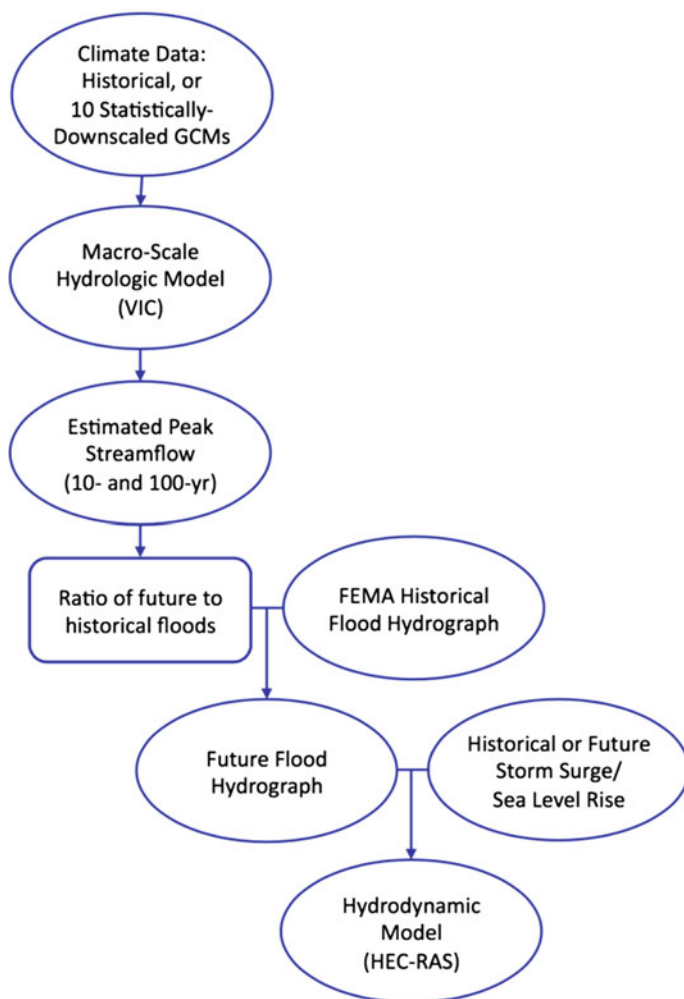 Climate Data:
Historical, or
10 Statistically-
Downscaled GCMs
Macro-Scale
Hydrologic Model
(VIC)
Estimated Peak
Streamflow
(10- and 100-yr)
Ratio of future to
historical floods
FEMA Historical
Flood Hydrograph
Future Flood
Hydrograph
Historical or Future
Storm Surge/
Sea Level Rise
Hydrodynamic
Model
(HEC-RAS)